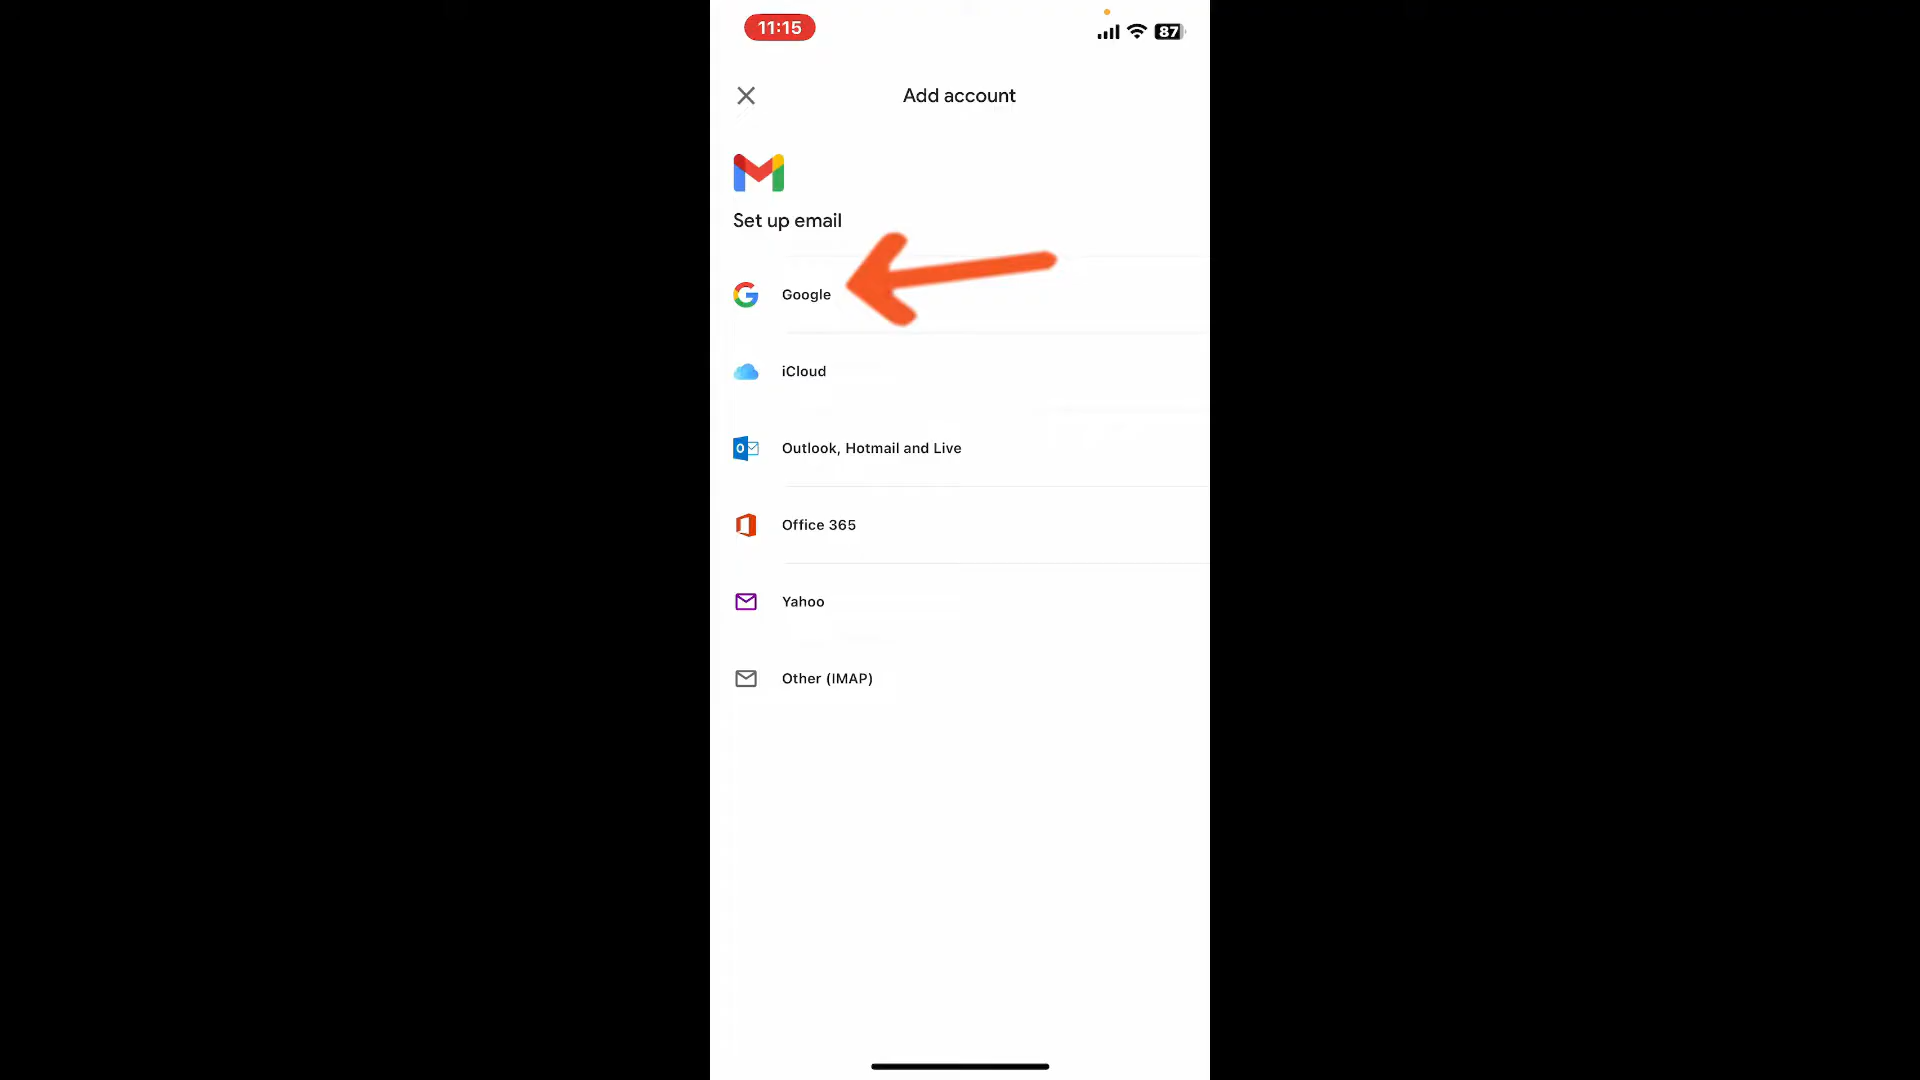 11:15
87
Add account
Set up email
Google
iCloud
Outlook, Hotmail and Live
Office 365
Yahoo
Other (IMAP)